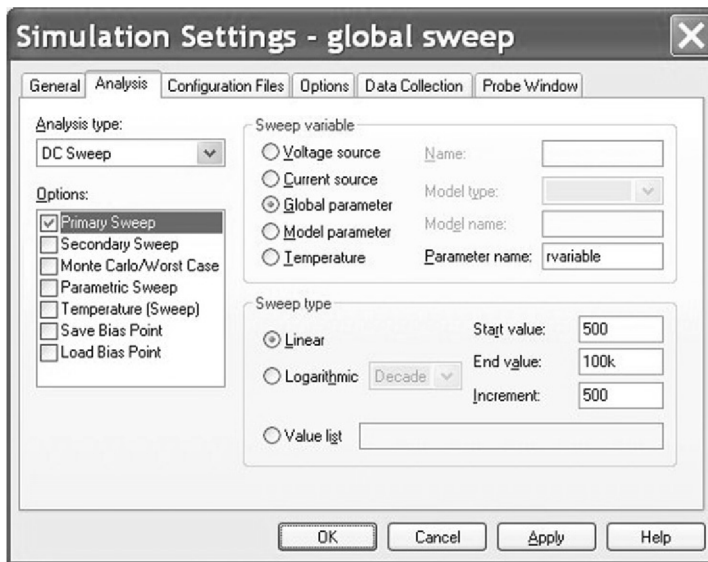 Simulation Settings - global sweep
General Analysis Configuration Files Options Data Collection Probe Window
Analysis type:
DC Sweep
Options:
Primary Sweep
Secondary Sweep
Monte Carlo/Worst Case
Parametric Sweep
Temperature (Sweep)
Save Bias Point
Load Bias Point
Sweep variable
Voltage source
Current source
Global parameter
Model parameter
Temperature
Name:
Model type:
Model name:
Parameter name: rvariable
Sweep type
Linear
Logarithmic Decade
Value list
Start value: 500
End value: 100k
Increment: 500
OK Cancel Apply Help